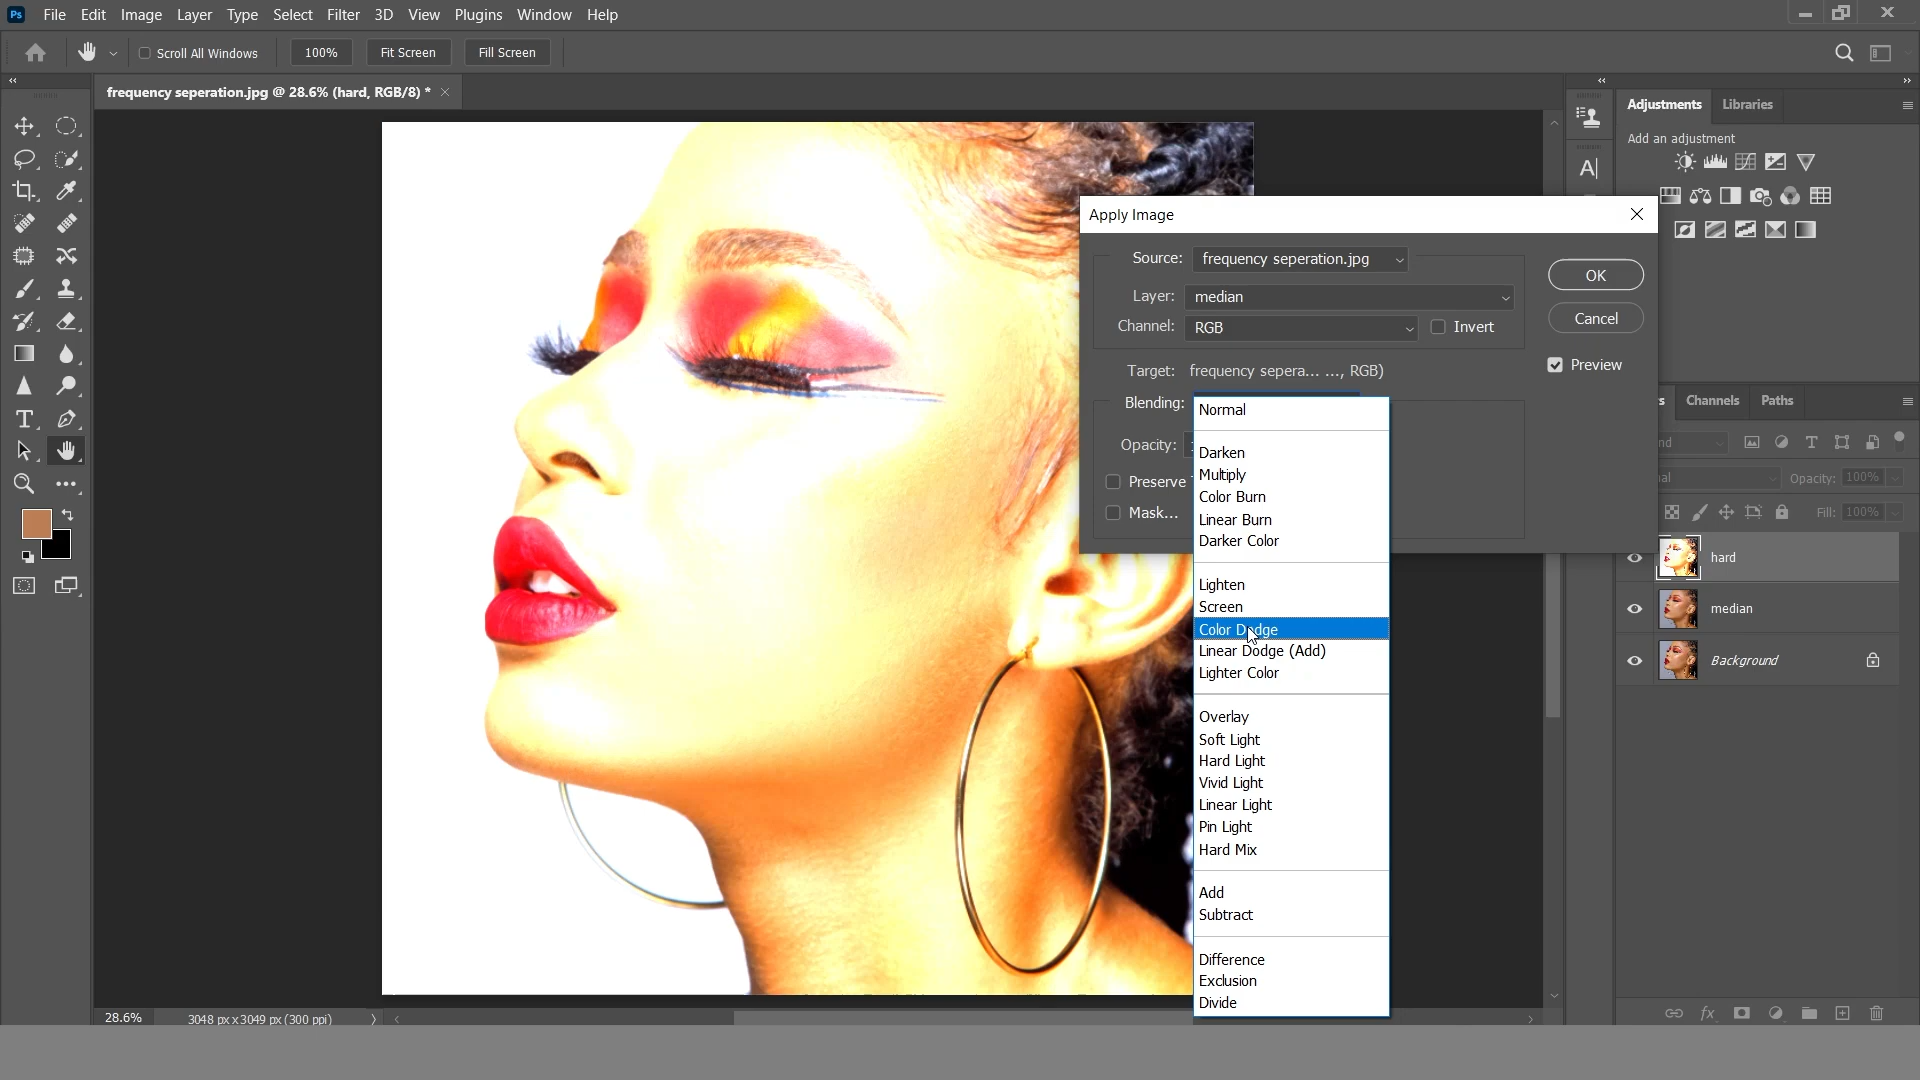 Ps File Edit Image Layer Type Select Filter 3D View Plugins Window Help
Scroll All Windows 100% Fit Screen Fill Screen
frequency seperation.jpg @ 28.6% (hard, RGB/8) *
Adjustments Libraries
Add an adjustment
Apply Image
Source: frequency seperation.jpg
OK
Layer: median
Cancel
Channel: RGB Invert
Preview
Target: frequency sepera... ..., RGB)
Blending:
Opacity:
Preserve
Mask...
Normal
Darken
Multiply
Color Burn
Linear Burn
Darker Color
Lighten
Screen
Color Dodge
Linear Dodge (Add)
Lighter Color
Overlay
Soft Light
Hard Light
Vivid Light
Linear Light
Pin Light
Hard Mix
Add
Subtract
Difference
Exclusion
Divide
Channels Paths
Opacity: 100%
Fill: 100%
hard
median
Background
28.6% 3048 px x 3049 px (300 ppi)